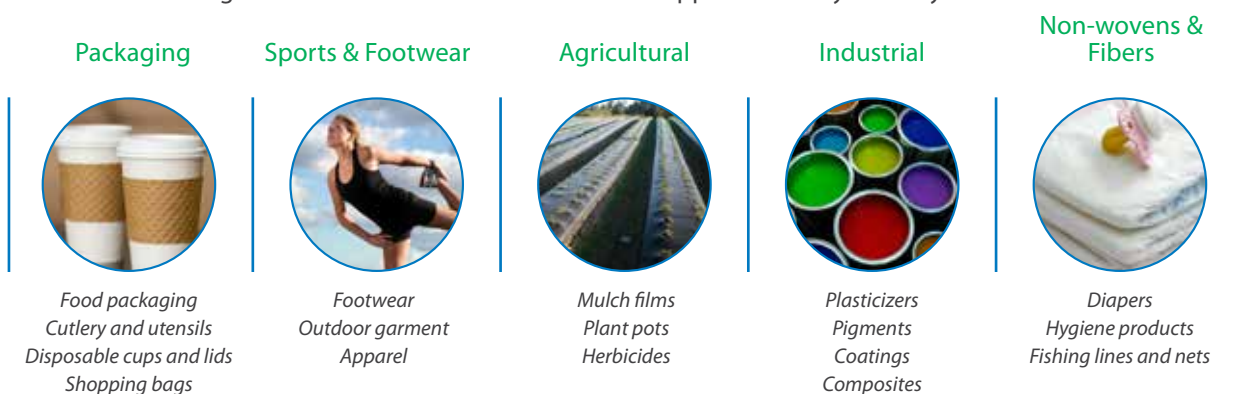 Packaging
Sports & Footwear
Agricultural
Industrial
Non-wovens &
Fibers
Food packaging
Cutlery and utensils
Disposable cups and lids
Shopping bags
Footwear
Outdoor garment
Apparel
Mulch films
Plant pots
Herbicides
Plasticizers
Pigments
Coatings
Composites
Diapers
Hygiene products
Fishing lines and nets